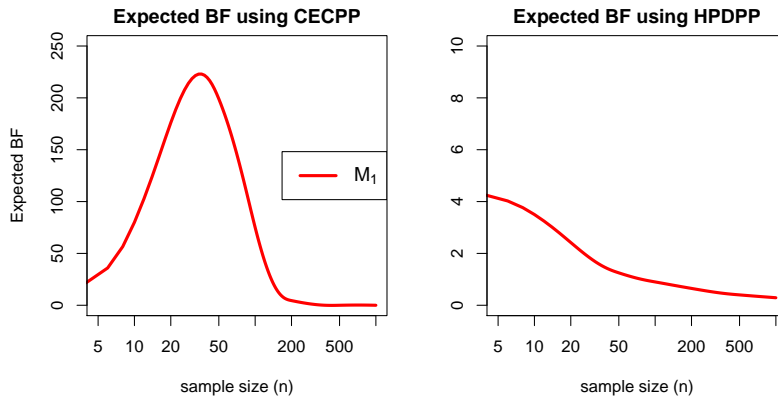 Expected BF using CECPP
Expected BF
250
200
150
100
50
0
M1
5 10 20 50 200 500
sample size (n)
Expected BF using HPDPP
10
8
6
4
2
0
5 10 20 50 200 500
sample size (n)